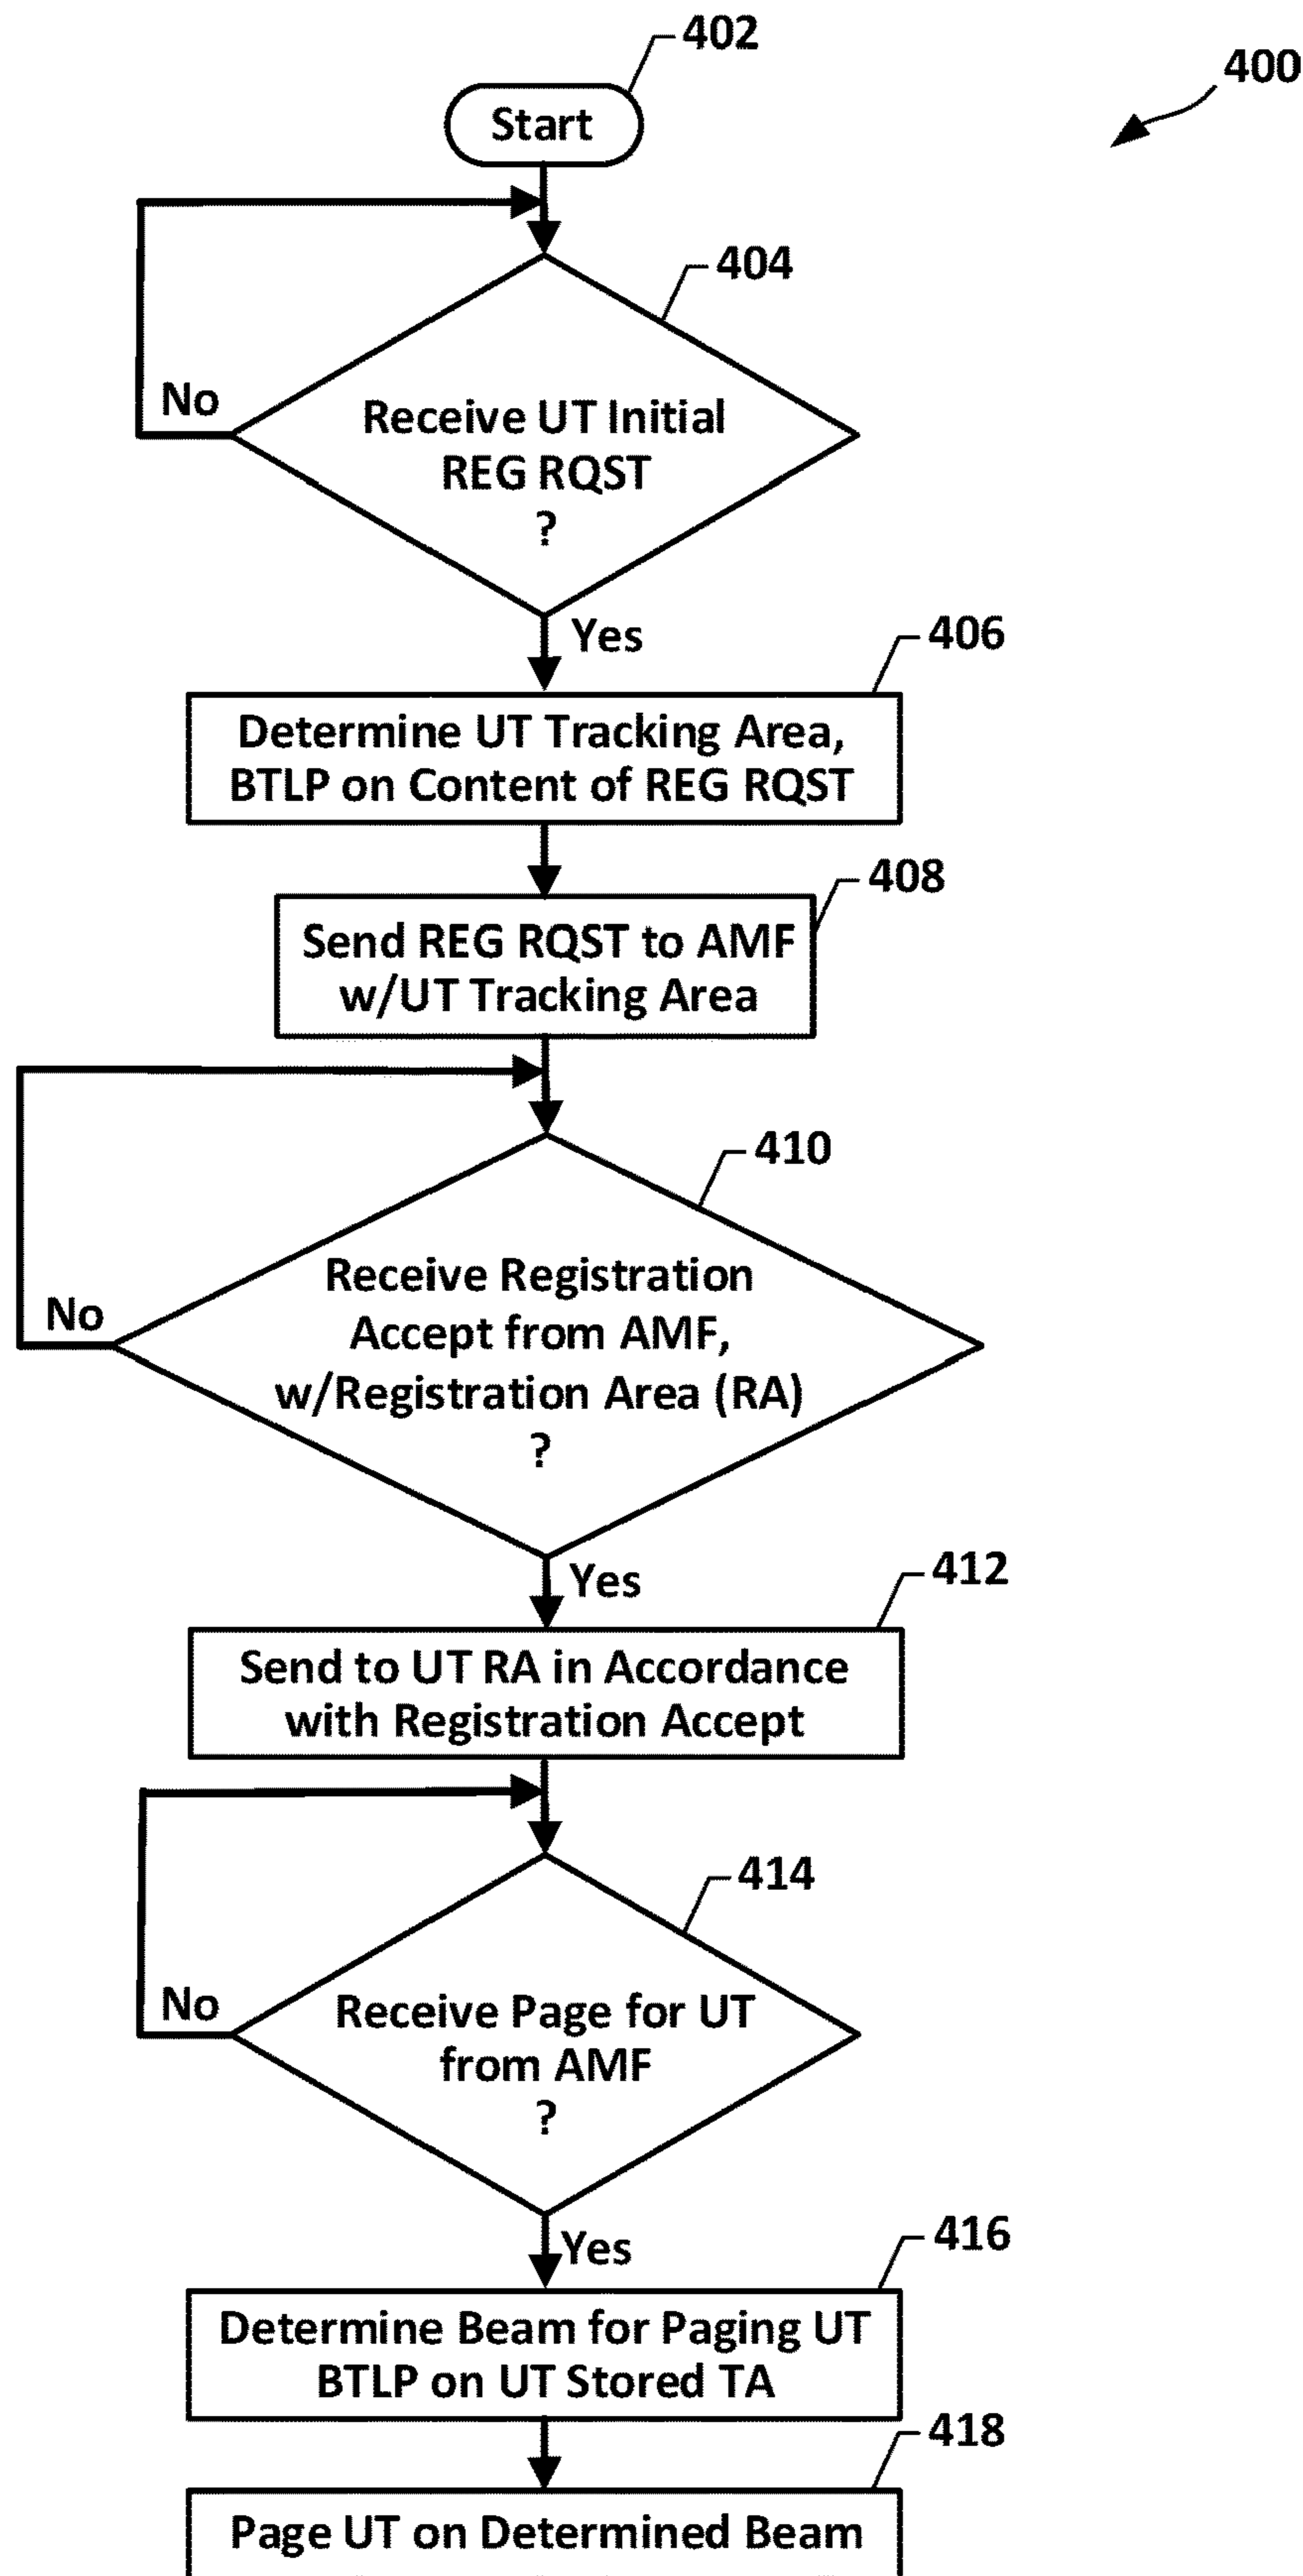 402
400
Start
404
No
Receive UT Initial
REG RQST
?
Yes
406
Determine UT Tracking Area,
BTLP on Content of REG RQST
408
Send REG RQST to AMF
w/UT Tracking Area
410
Receive Registration
Accept from AMF,
w/Registration Area (RA)
?
No
Yes
412
Send to UT RA in Accordance
with Registration Accept
414
No
Receive Page for UT
from AMF
?
Yes
416
Determine Beam for Paging UT
BTLP on UT Stored TA
418
Page UT on Determined Beam